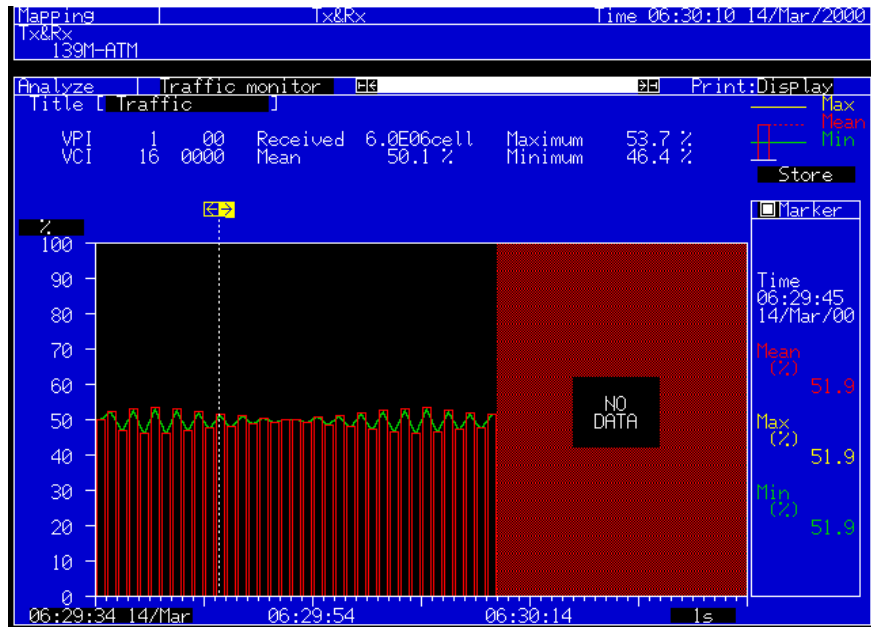 Mapping Tx&Rx Time 06:30:10 14/Mar/2000
Tx&Rx
139M-ATM
Analyze Traffic monitor Print:Display
Title [ Traffic ]
Max
Mean
Min
VPI 1 00 Received 6.0E06cell Maximum 53.7 %
VCI 16 0000 Mean 50.1 % Minimum 46.4 %
Store
Marker
%
100
90
80
70
60
50
40
30
20
10
0
NO
DATA
Time
06:29:45
14/Mar/00
Mean
(%)
51.9
Max
(%)
51.9
Min
(%)
51.9
06:29:34 14/Mar 06:29:54 06:30:14 1s